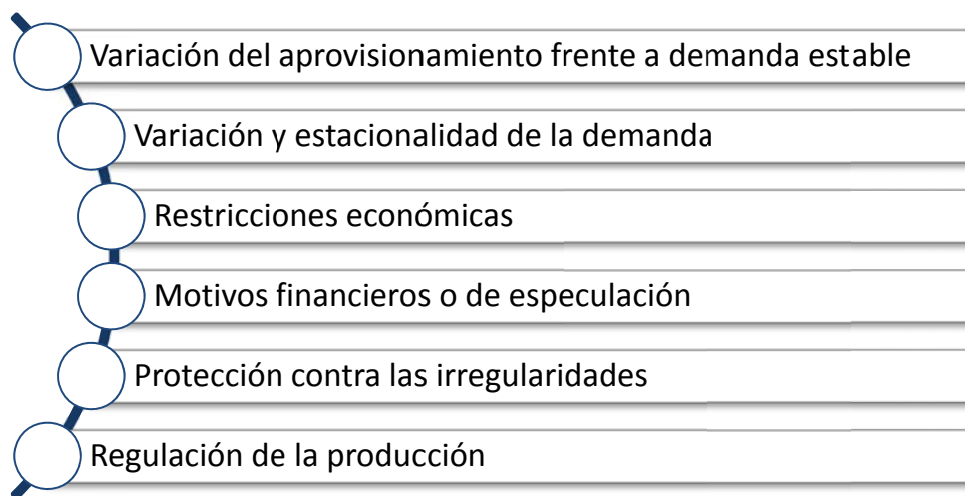 Variación del aprovisionamiento frente a demanda estable
Variación y estacionalidad de la demanda
Restricciones económicas
Motivos financieros o de especulación
Protección contra las irregularidades
Regulación de la producción